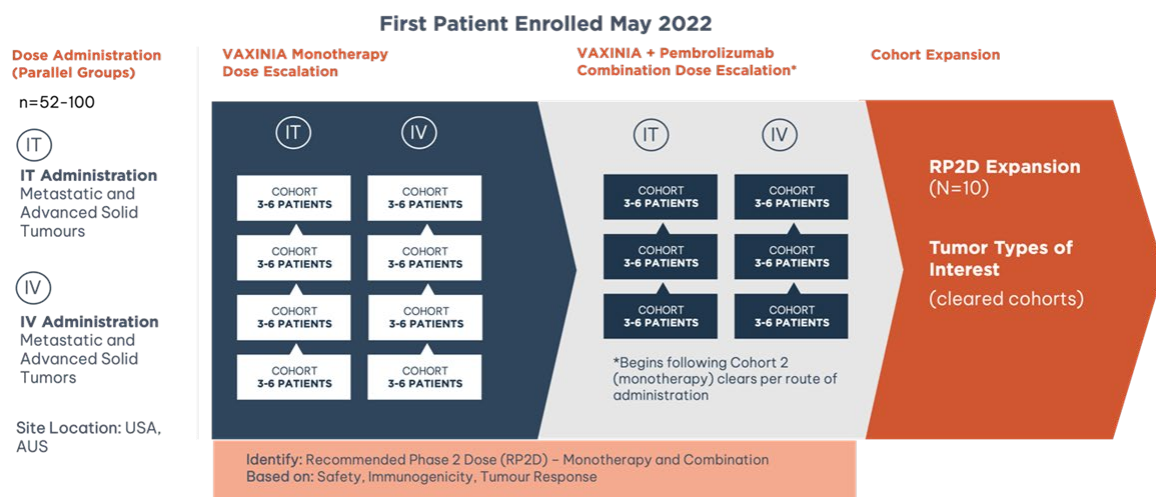 First Patient Enrolled May 2022
Dose Administration
(Parallel Groups)
n=52-100
IT
IT Administration
Metastatic and
Advanced Solid
Tumours
IV
IV Administration
Metastatic and
Advanced Solid
Tumors
Site Location: USA,
AUS
VAXINIA Monotherapy
Dose Escalation
IT
IV
COHORT
3-6 PATIENTS
COHORT
3-6 PATIENTS
COHORT
3-6 PATIENTS
COHORT
3-6 PATIENTS
COHORT
3-6 PATIENTS
COHORT
3-6 PATIENTS
COHORT
3-6 PATIENTS
COHORT
3-6 PATIENTS
VAXINIA + Pembrolizumab
Combination Dose Escalation*
IT
IV
COHORT
3-6 PATIENTS
COHORT
3-6 PATIENTS
COHORT
3-6 PATIENTS
COHORT
3-6 PATIENTS
COHORT
3-6 PATIENTS
COHORT
3-6 PATIENTS
*Begins following Cohort 2
(monotherapy) clears per route of
administration
Cohort Expansion
RP2D Expansion
(N=10)
Tumor Types of
Interest
(cleared cohorts)
Identify: Recommended Phase 2 Dose (RP2D) – Monotherapy and Combination
Based on: Safety, Immunogenicity, Tumour Response